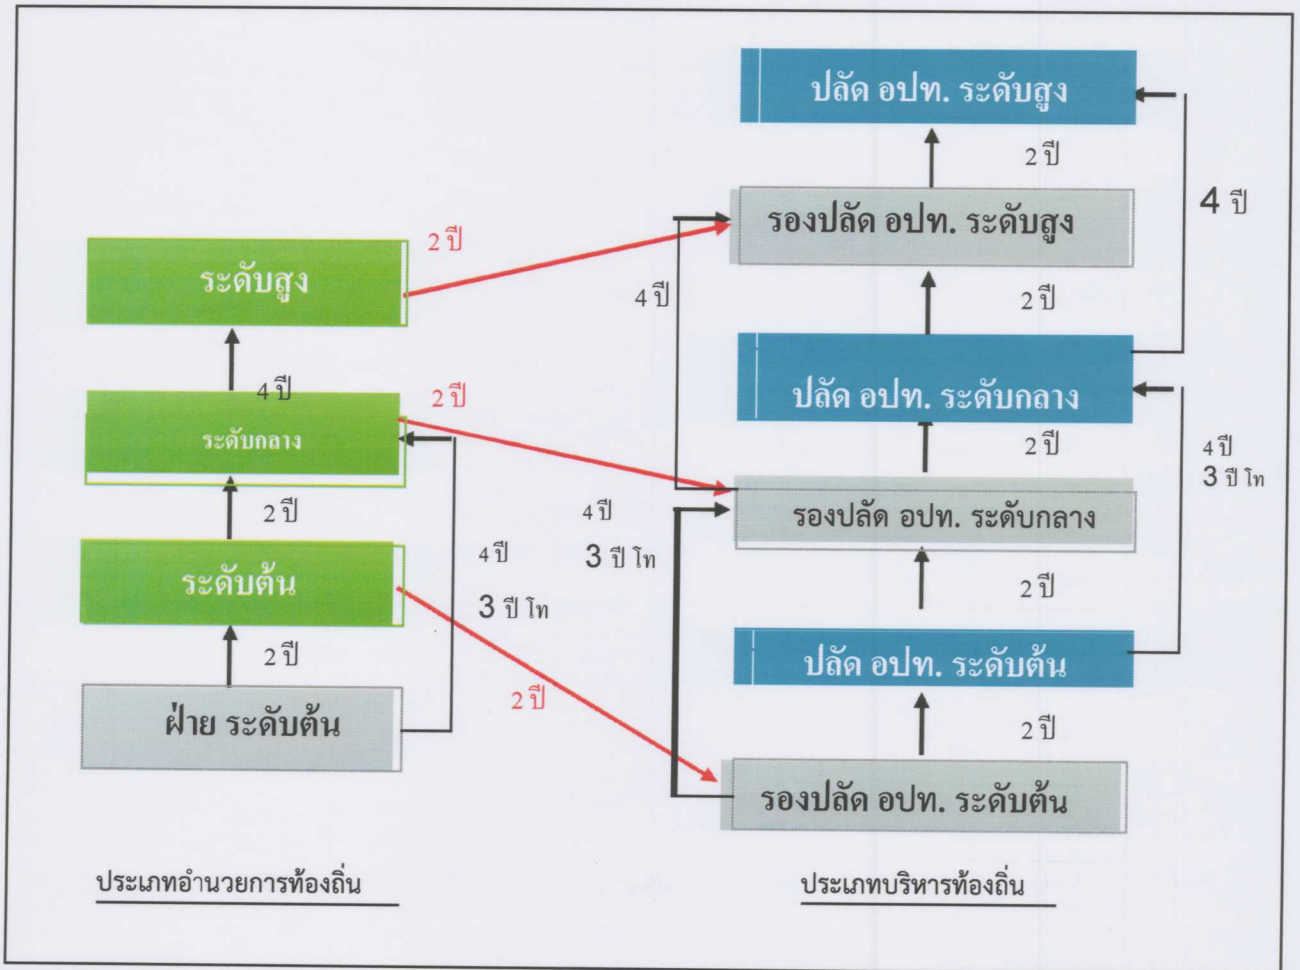 ปลัด อปท. ระดับสูง
2 ปี
4 ปี
รองปลัด อปท. ระดับสูง
2 ปี
ระดับสูง
4 ปี
2 ปี
4 ปี
2 ปี
ปลัด อปท. ระดับกลาง
ระดับกลาง
2 ปี
4 ปี
3 ปี โท
2 ปี
4 ปี
3 ปี โท
รองปลัด อปท. ระดับกลาง
4 ปี
3 ปี โท
ระดับต้น
2 ปี
2 ปี
2 ปี
ปลัด อปท. ระดับต้น
ฝ่าย ระดับต้น
2 ปี
รองปลัด อปท. ระดับต้น
ประเภทอำนวยการท้องถิ่น
ประเภทบริหารท้องถิ่น